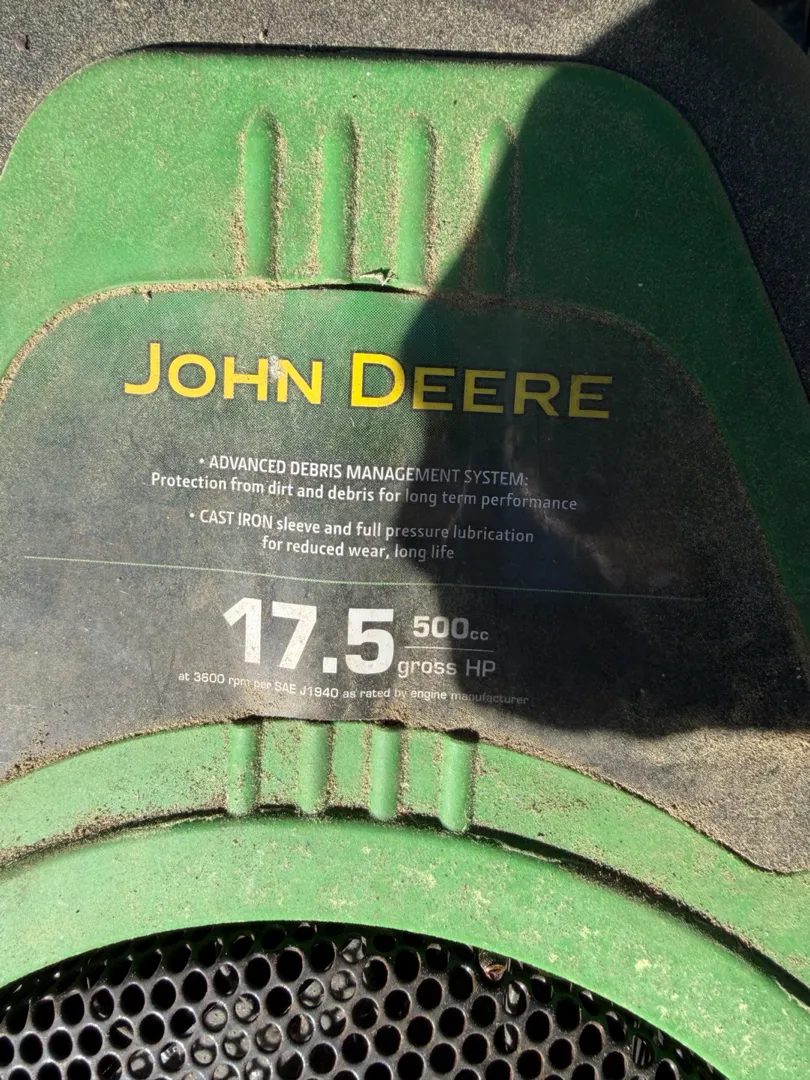 JOHN DEERE
• ADVANCED DEBRIS MANAGEMENT SYSTEM:
Protection from dirt and debris for long term performance
• CAST IRON sleeve and full pressure lubrication
for reduced wear, long life
17.5 500cc
gross HP
at 3600 rpm per SAE J1940 as rated by engine manufacturer